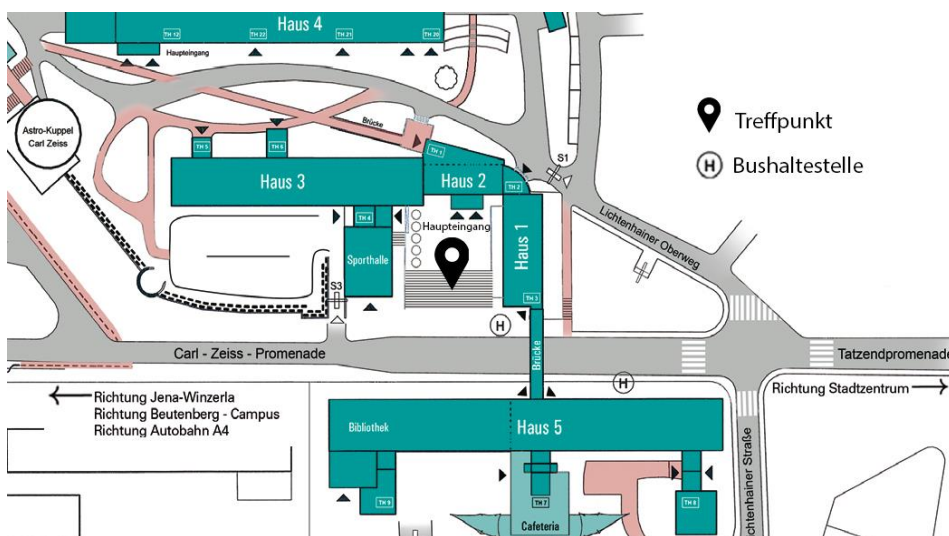 Haus 4
TH 12
TH 22
TH 21
TH 20
Haupteingang
Astro-Kuppel
Carl Zeiss
Brücke
TH 5
TH 6
TH 1
Haus 3
Haus 2
TH 2
S1
Treffpunkt
H
Bushaltestelle
TH 4
Haupteingang
Haus 1
Lichtenhainer Oberweg
Sporthalle
S3
TH 3
H
Carl - Zeiss - Promenade
Brücke
Tatzendpromenade
H
Richtung Jena-Winzerla
Richtung Beutenberg - Campus
Richtung Autobahn A4
Richtung Stadtzentrum
Bibliothek
Haus 5
chtenhainer Straße
TH 9
TH 7
TH 8
Cafeteria